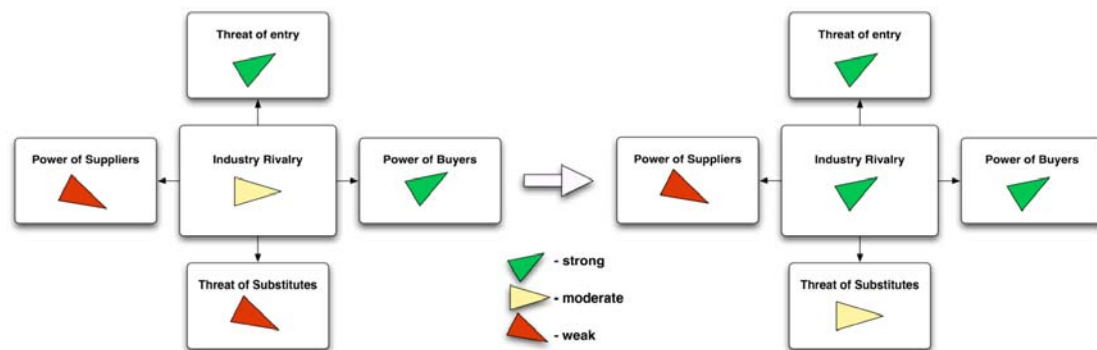 Threat of entry
Power of Suppliers
Industry Rivalry
Power of Buyers
Threat of Substitutes
- strong
- moderate
- weak
Threat of entry
Power of Suppliers
Industry Rivalry
Power of Buyers
Threat of Substitutes